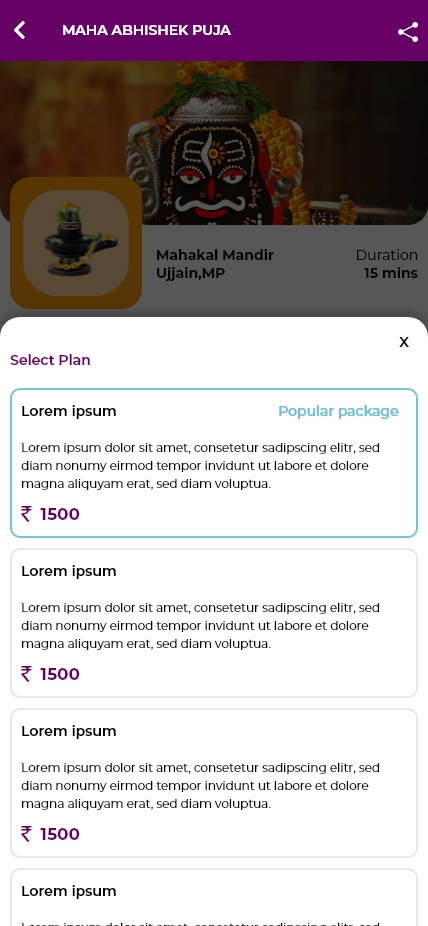 MAHA ABHISHEK PUJA
Mahakal Mandir
Ujjain,MP
Duration
15 mins
X
Select Plan
Lorem ipsum
Popular package
Lorem ipsum dolor sit amet, consetetur sadipscing elitr, sed
diam nonumy eirmod tempor invidunt ut labore et dolore
magna aliquyam erat, sed diam voluptua.
₹ 1500
Lorem ipsum
Lorem ipsum dolor sit amet, consetetur sadipscing elitr, sed
diam nonumy eirmod tempor invidunt ut labore et dolore
magna aliquyam erat, sed diam voluptua.
₹ 1500
Lorem ipsum
Lorem ipsum dolor sit amet, consetetur sadipscing elitr, sed
diam nonumy eirmod tempor invidunt ut labore et dolore
magna aliquyam erat, sed diam voluptua.
₹ 1500
Lorem ipsum